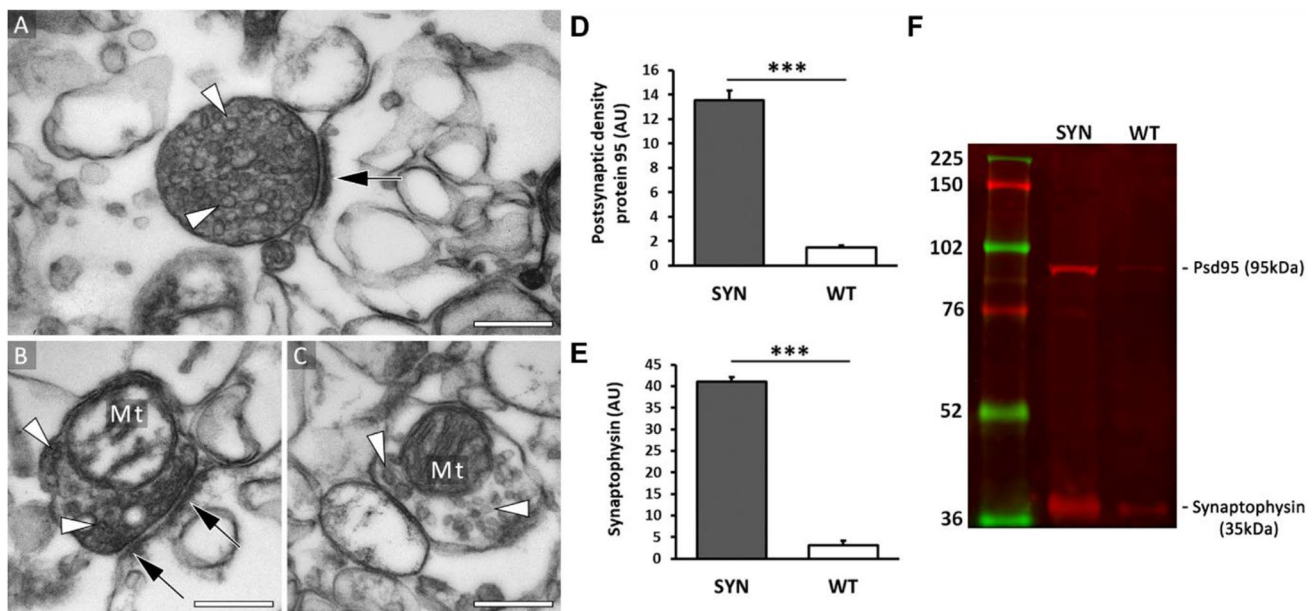 A
B
Mt
C
Mt
D
Postsynaptic density
protein 95 (AU)
16
14
12
10
8
6
4
2
0
***
SYN
WT
E
Synaptophysin (AU)
45
40
35
30
25
20
15
10
5
0
***
SYN
WT
F
SYN
WT
225
150
102
76
52
36
- Psd95 (95kDa)
- Synaptophysin
(35kDa)